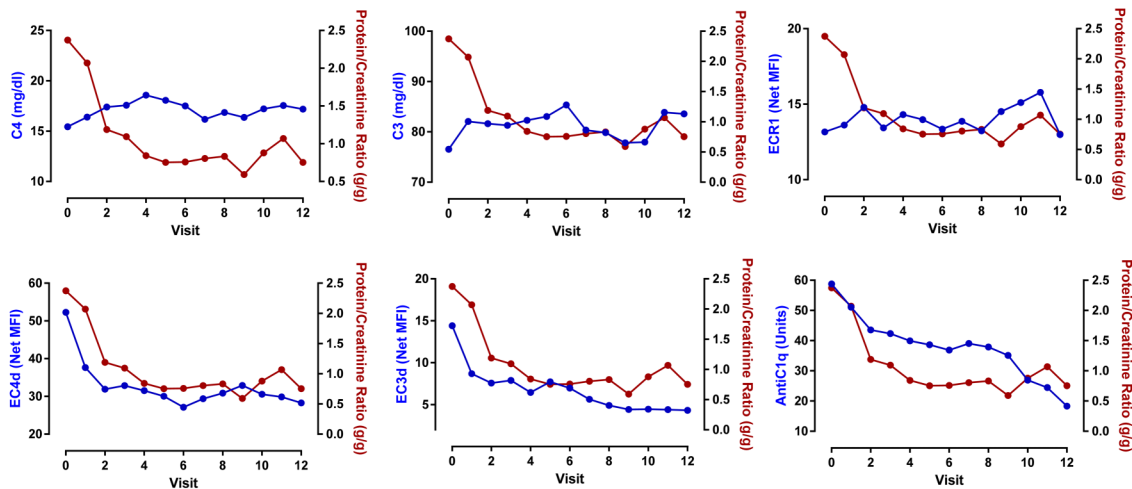 C4 (mg/dl)
25
20
15
10
2.5
2.0
1.5
1.0
0.5
Protein/Creatinine Ratio (g/g)
0 2 4 6 8 10 12
Visit
C3 (mg/dl)
100
90
80
70
2.5
2.0
1.5
1.0
0.5
0.0
Protein/Creatinine Ratio (g/g)
0 2 4 6 8 10 12
Visit
ECR1 (Net MFI)
20
15
10
2.5
2.0
1.5
1.0
0.5
0.0
Protein/Creatinine Ratio (g/g)
0 2 4 6 8 10 12
Visit
EC4d (Net MFI)
60
50
40
30
20
2.5
2.0
1.5
1.0
0.5
0.0
Protein/Creatinine Ratio (g/g)
0 2 4 6 8 10 12
Visit
EC3d (Net MFI)
20
15
10
5
2.5
2.0
1.5
1.0
0.5
0.0
Protein/Creatinine Ratio (g/g)
0 2 4 6 8 10 12
Visit
AntiC1q (Units)
60
50
40
30
20
10
2.5
2.0
1.5
1.0
0.5
0.0
Protein/Creatinine Ratio (g/g)
0 2 4 6 8 10 12
Visit